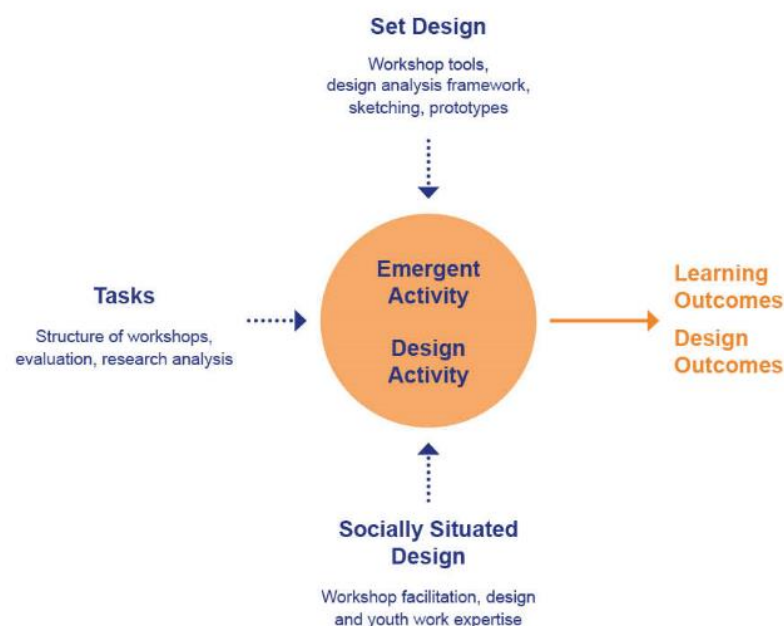 Set Design
Workshop tools,
design analysis framework,
sketching, prototypes
Emergent
Activity
Design
Activity
Tasks
Structure of workshops,
evaluation, research analysis
Learning
Outcomes
Design
Outcomes
Socially Situated
Design
Workshop facilitation, design
and youth work expertise